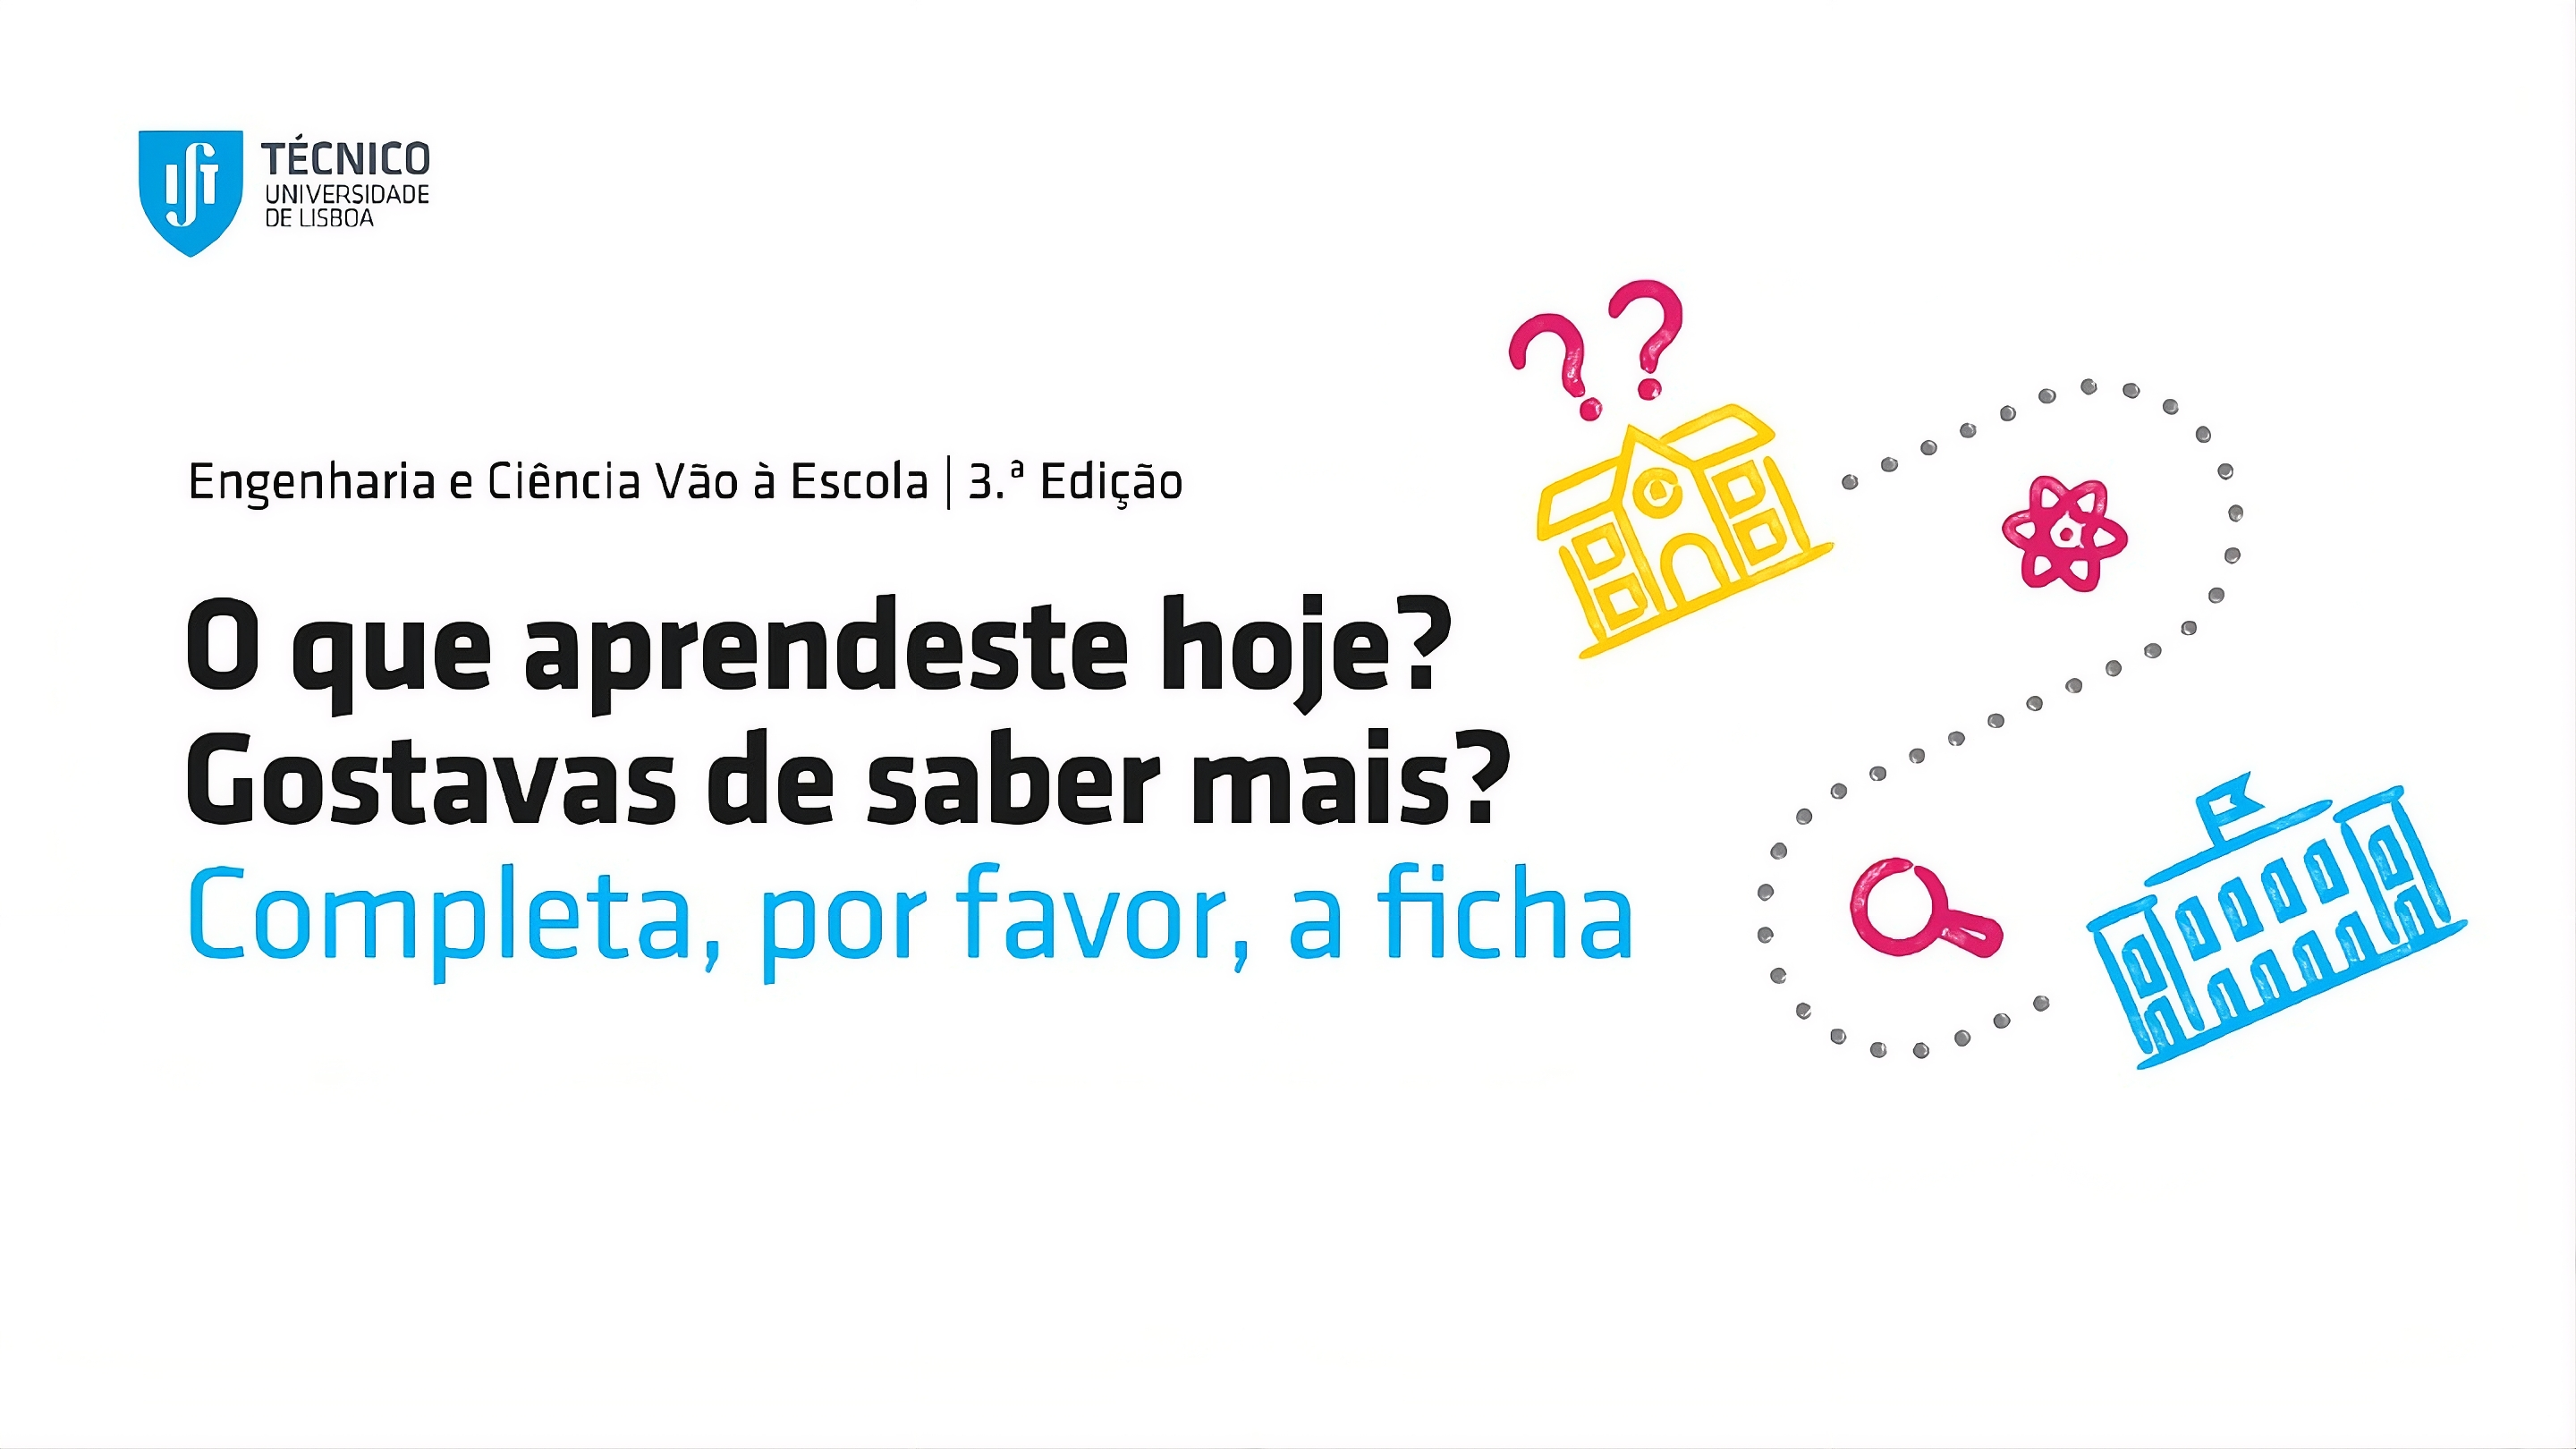 TÉCNICO
UNIVERSIDADE
DE LISBOA
Engenharia e Ciência Vão à Escola | 3.ª Edição
O que aprendeste hoje?
Gostavas de saber mais?
Completa, por favor, a ficha